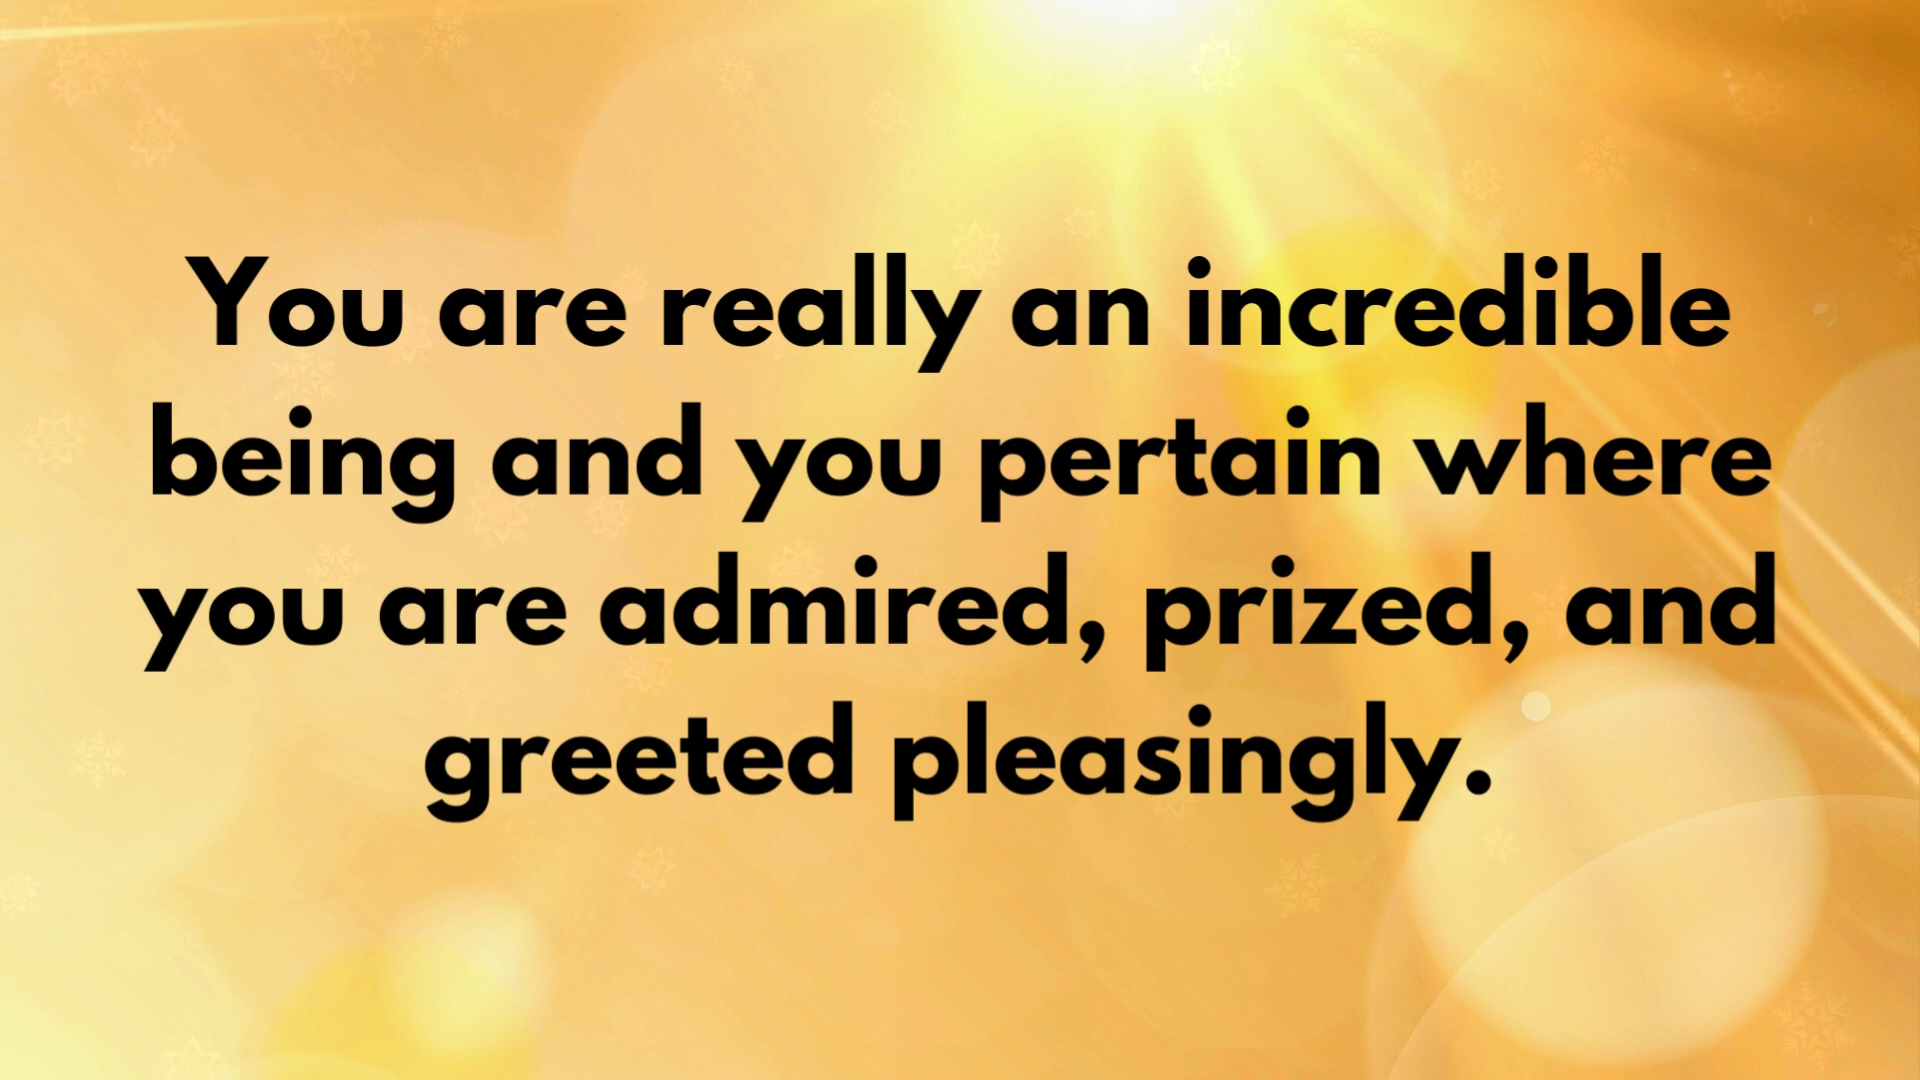 You are really an incredible
being and you pertain where
you are admired, prized, and
greeted pleasingly.